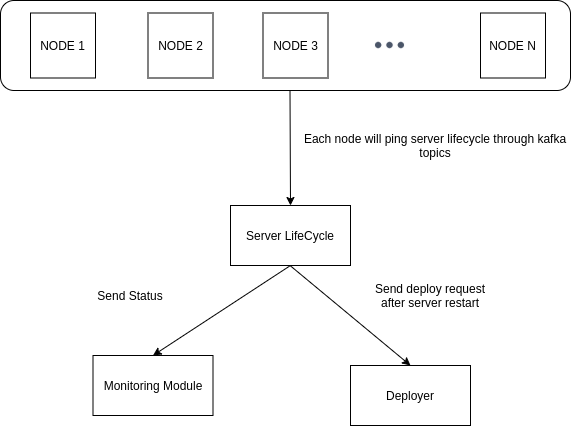 NODE 1
NODE 2
NODE 3
NODE N
Each node will ping server lifecycle through kafka
topics
Server LifeCycle
Send Status
Send deploy request
after server restart
Monitoring Module
Deployer